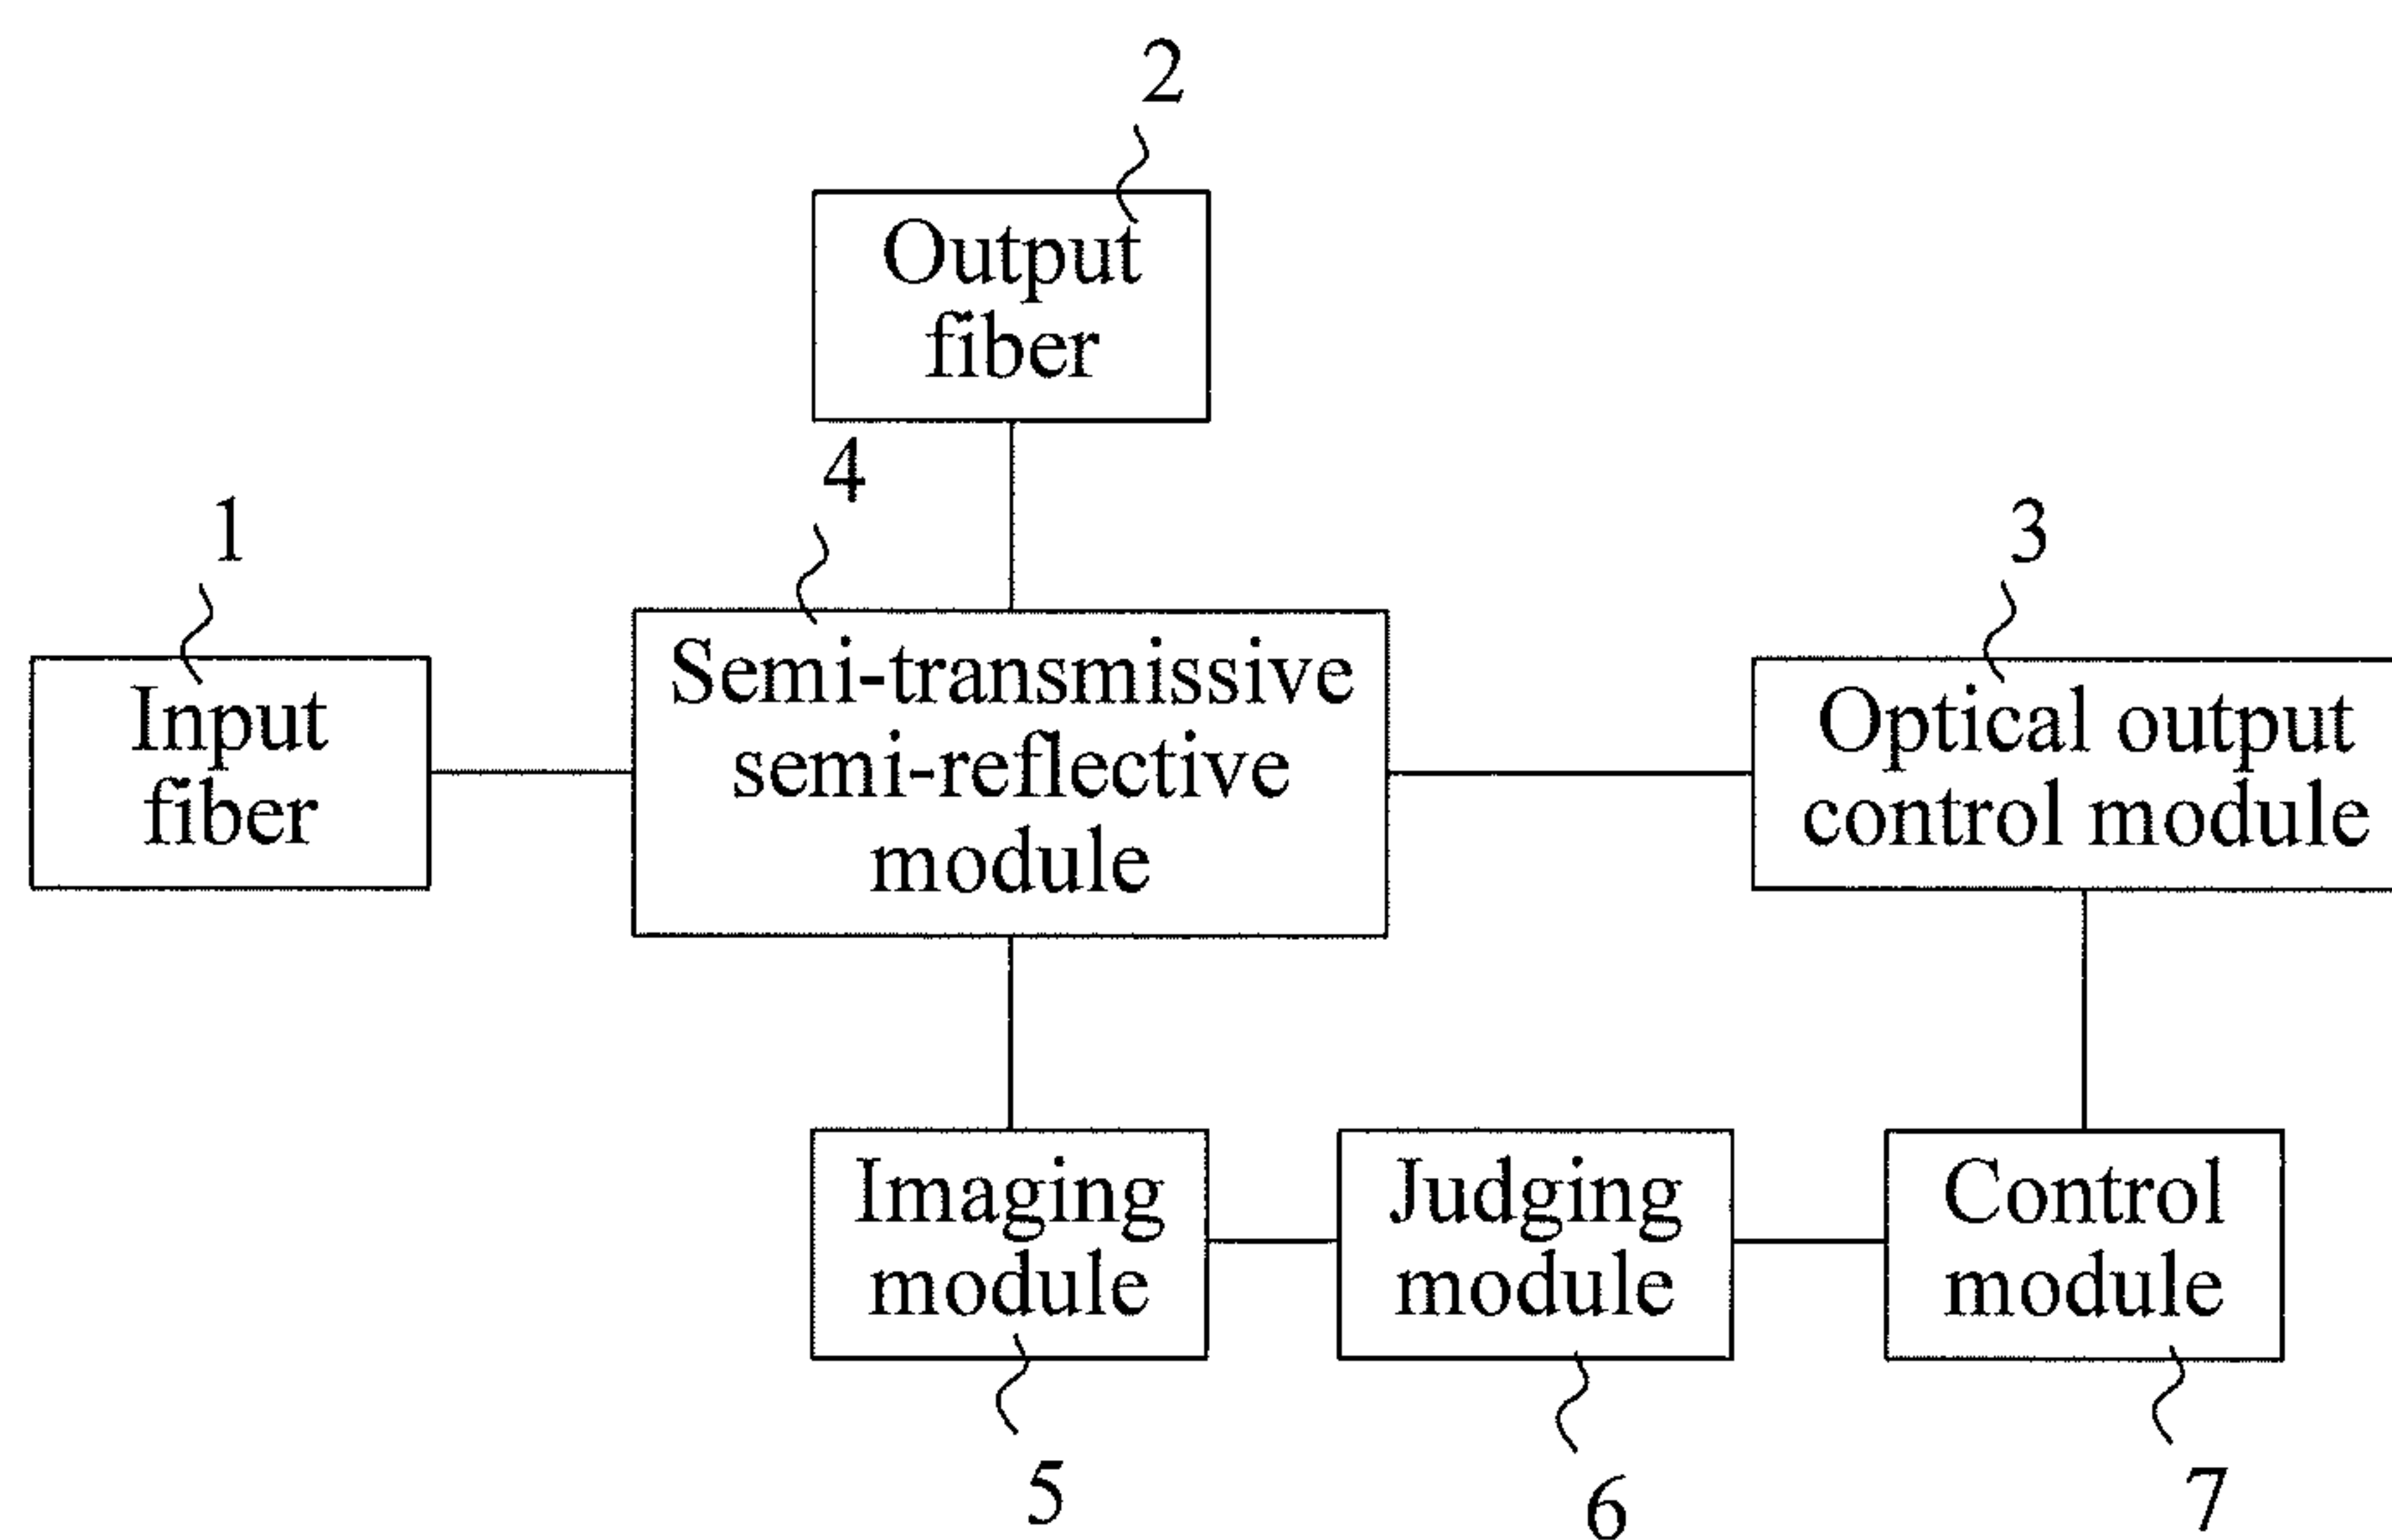 2
Output
fiber
4
1
3
Input
fiber
Semi-transmissive
semi-reflective
module
Optical output
control module
Imaging
module
Judging
module
Control
module
5
6
7